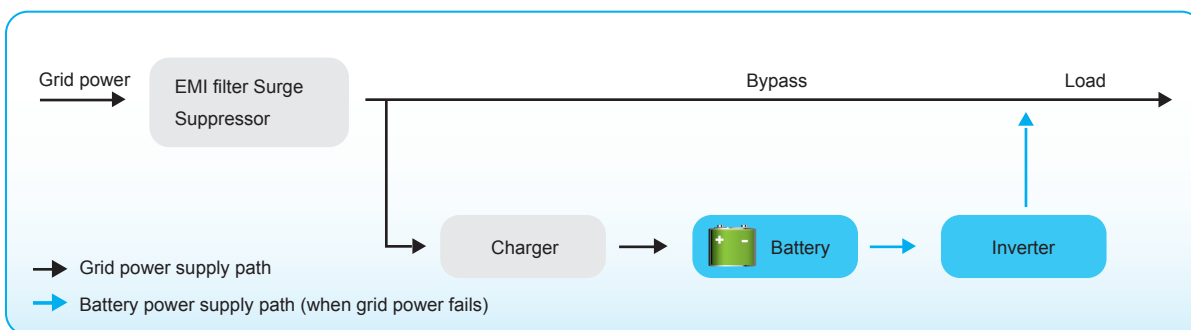 Grid power
EMI filter Surge
Suppressor
Bypass
Load
Charger
+ -
Battery
Inverter
Grid power supply path
Battery power supply path (when grid power fails)